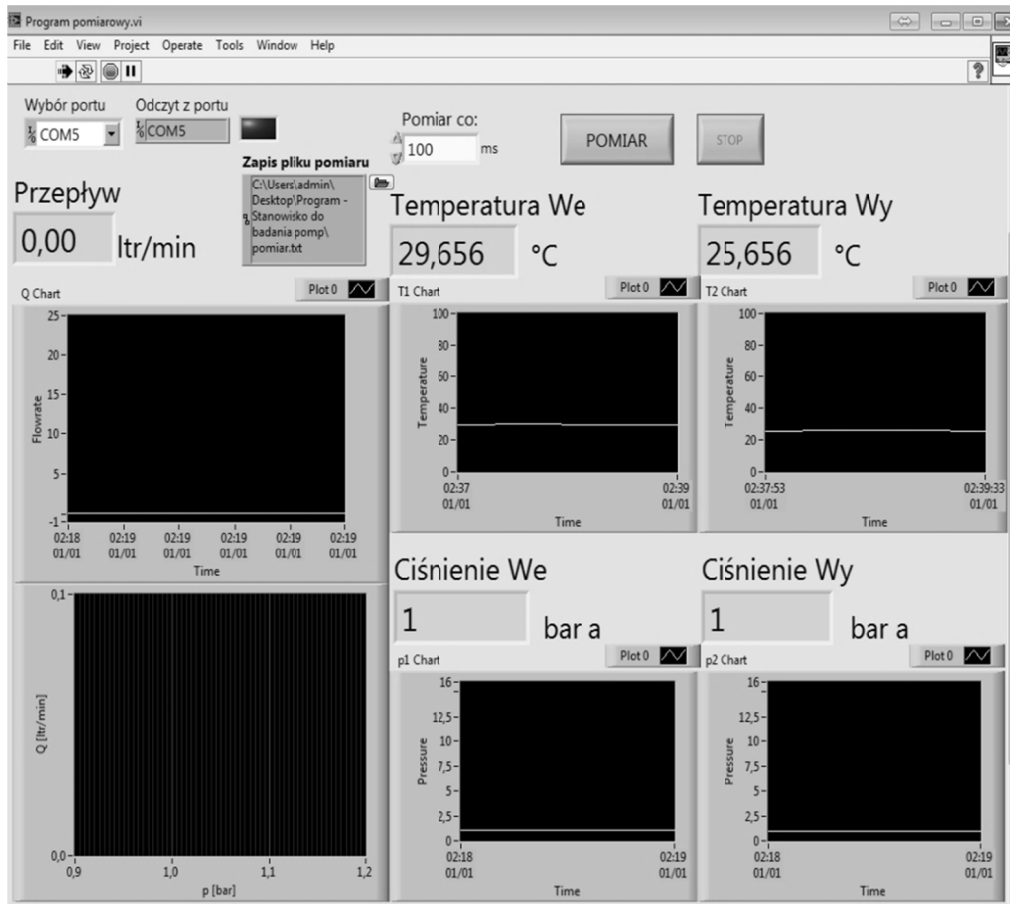 Program pomiarowy.vi
File Edit View Project Operate Tools Window Help
Wybór portu
COM5
Odczyt z portu
COM5
Pomiar co:
100 ms
POMIAR
STOP
Zapis pliku pomiaru
C:\Users\admin\
Desktop\Program -
Stanowisko do
badania pomp\
pomiar.txt
Przepływ
0,00 ltr/min
Temperatura We
29,656 °C
Temperatura Wy
25,656 °C
Q Chart
Plot 0
25
20
15
10
5
-1
Flowrate
02:18 02:19 02:19 02:19 02:19 02:19
01/01 01/01 01/01 01/01 01/01 01/01
Time
T1 Chart
Plot 0
100
80
60
40
20
0
Temperature
02:37 02:39
01/01 01/01
Time
T2 Chart
Plot 0
100
80
60
40
20
0
Temperature
02:37:53 02:39:33
01/01 01/01
Time
0,1
0,0
Q [ltr/min]
0,9 1,0 1,1 1,2
p [bar]
Ciśnienie We
1 bar a
p1 Chart
Plot 0
16
12,5
10
7,5
5
2,5
0
Pressure
02:18 02:19
01/01 01/01
Time
Ciśnienie Wy
1 bar a
p2 Chart
Plot 0
16
12,5
10
7,5
5
2,5
0
Pressure
02:18 02:19
01/01 01/01
Time